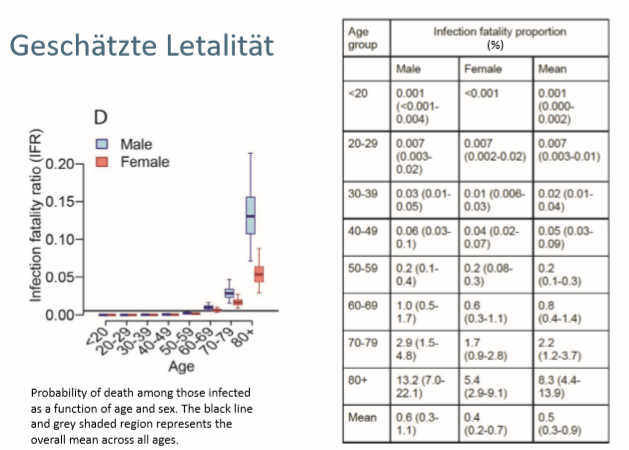 Geschätzte Letalität
D
Male
Female
Infection fatality ratio (IFR)
0.20
0.15
0.10
0.05
0.00
<20
20-29
30-39
40-49
50-59
60-69
70-79
80+
Age
Probability of death among those infected
as a function of age and sex. The black line
and grey shaded region represents the
overall mean across all ages.
Age group Infection fatality proportion (%)
Male Female Mean
<20 0.001 (<0.001-0.004) <0.001 0.001 (0.000-0.002)
20-29 0.007 (0.003-0.02) 0.007 (0.002-0.02) 0.007 (0.003-0.01)
30-39 0.03 (0.01-0.05) 0.01 (0.006-0.03) 0.02 (0.01-0.04)
40-49 0.06 (0.03-0.1) 0.04 (0.02-0.07) 0.05 (0.03-0.09)
50-59 0.2 (0.1-0.4) 0.2 (0.08-0.3) 0.2 (0.1-0.3)
60-69 1.0 (0.5-1.7) 0.6 (0.3-1.1) 0.8 (0.4-1.4)
70-79 2.9 (1.5-4.8) 1.7 (0.9-2.8) 2.2 (1.2-3.7)
80+ 13.2 (7.0-22.1) 5.4 (2.9-9.1) 8.3 (4.4-13.9)
Mean 0.6 (0.3-1.1) 0.4 (0.2-0.7) 0.5 (0.3-0.9)